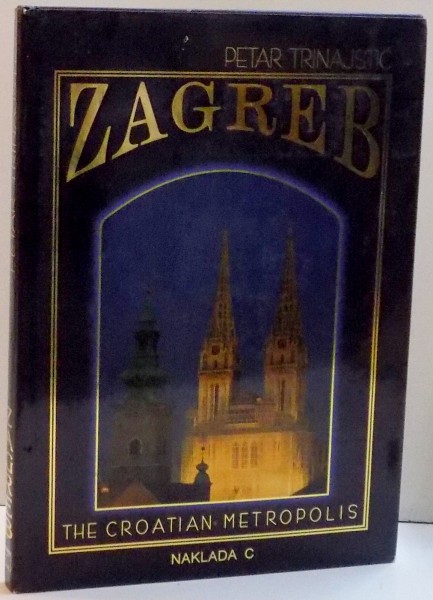 PETAR TRINAJSTIĆ
ZAGREB
THE CROATIAN METROPOLIS
NAKLADA C